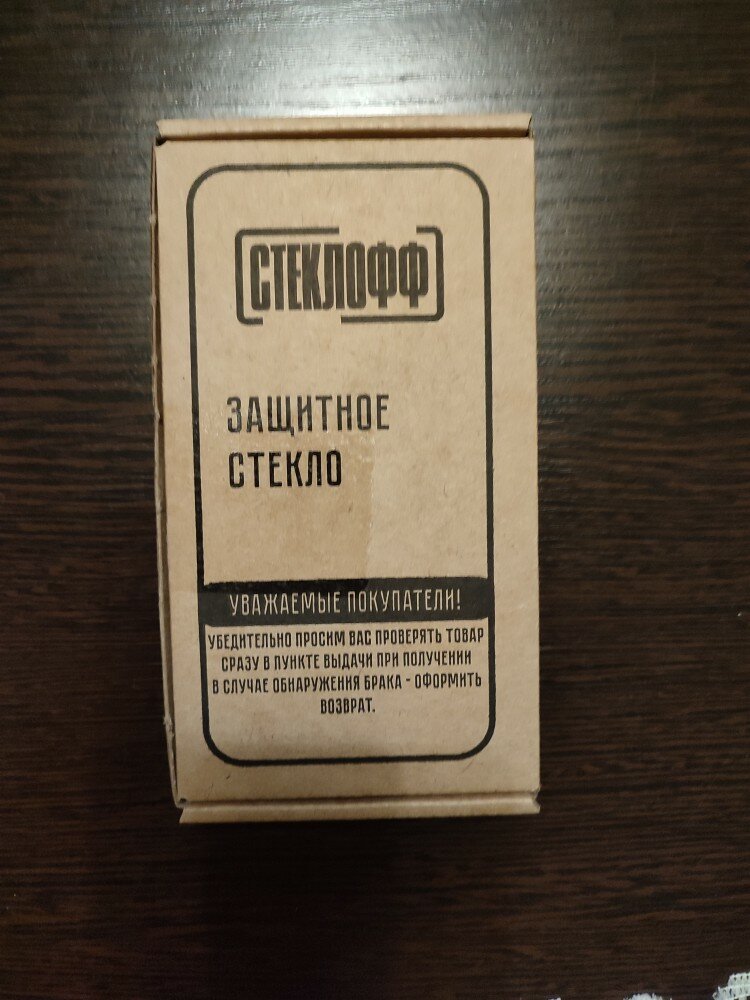 СТЕКЛОФФ
ЗАЩИТНОЕ
СТЕКЛО
УВАЖАЕМЫЕ ПОКУПАТЕЛИ!
УБЕДИТЕЛЬНО ПРОСИМ ВАС ПРОВЕРЯТЬ ТОВАР
СРАЗУ В ПУНКТЕ ВЫДАЧИ ПРИ ПОЛУЧЕНИИ
В СЛУЧАЕ ОБНАРУЖЕНИЯ БРАКА - ОФОРМИТЬ
ВОЗВРАТ.